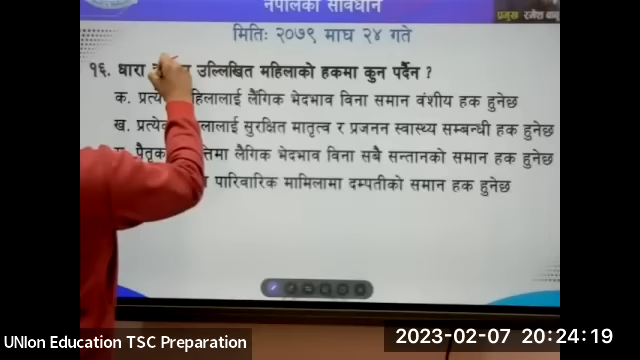 नेपालको संविधान
प्रमुख रमेश बाबु
मितिः २०७९ माघ २४ गते
१६. धारा उल्लिखित महिलाको हकमा कुन पर्दैन ?
क. प्रत्येक हिलालाई लैंगिक भेदभाव विना समान वंशीय हक हुनेछ
ख. प्रत्येक लालाई सुरक्षित मातृत्व र प्रजनन स्वास्थ्य सम्बन्धी हक हुनेछ
पैतृक त्तिमा लैगिक भेदभाव विना सबै सन्तानको समान हक हुनेछ
पारिवारिक मामिलामा दम्पतीको समान हक हुनेछ
UNIon Education TSC Preparation
2023-02-07 20:24:19